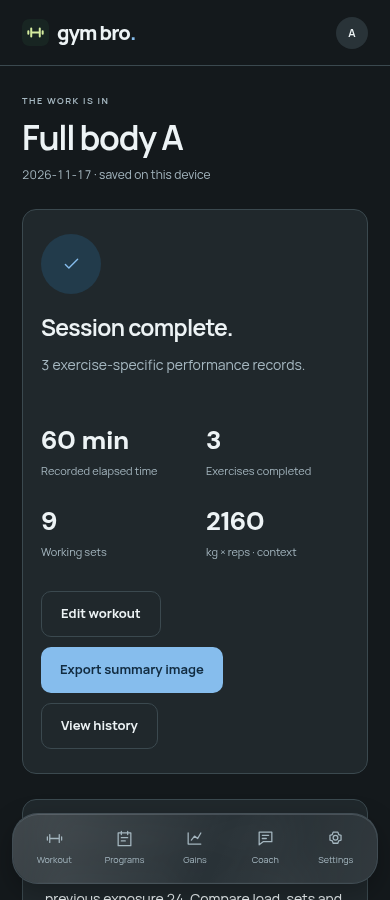 gym bro.
A
THE WORK IS IN
Full body A
2026-11-17 · saved on this device
Session complete.
3 exercise-specific performance records.
60 min
Recorded elapsed time
3
Exercises completed
9
Working sets
2160
kg × reps · context
Edit workout
Export summary image
View history
Workout
Programs
Gains
Coach
Settings
previous exposure 24. Compare load, sets and